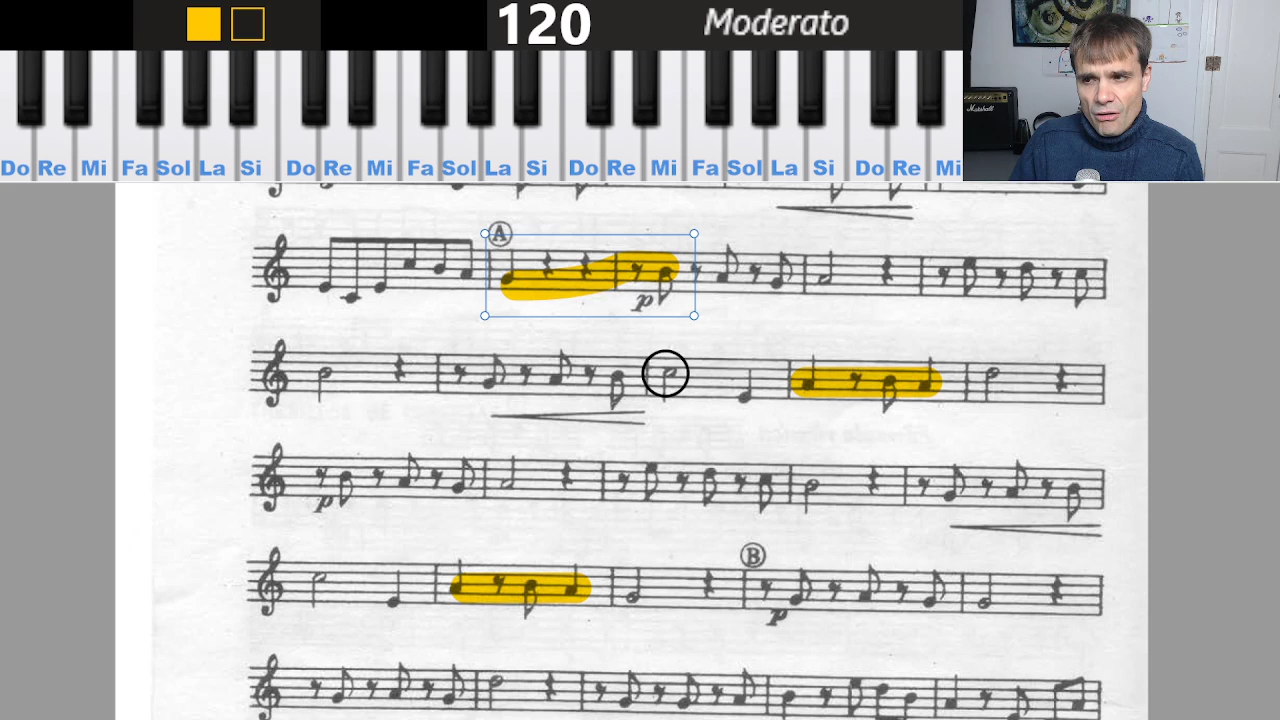 120 Moderato
Do Re Mi Fa Sol La Si Do Re Mi Fa Sol La Si Do Re Mi Fa Sol La Si Do Re Mi
Marshall
A
p
p
B
p